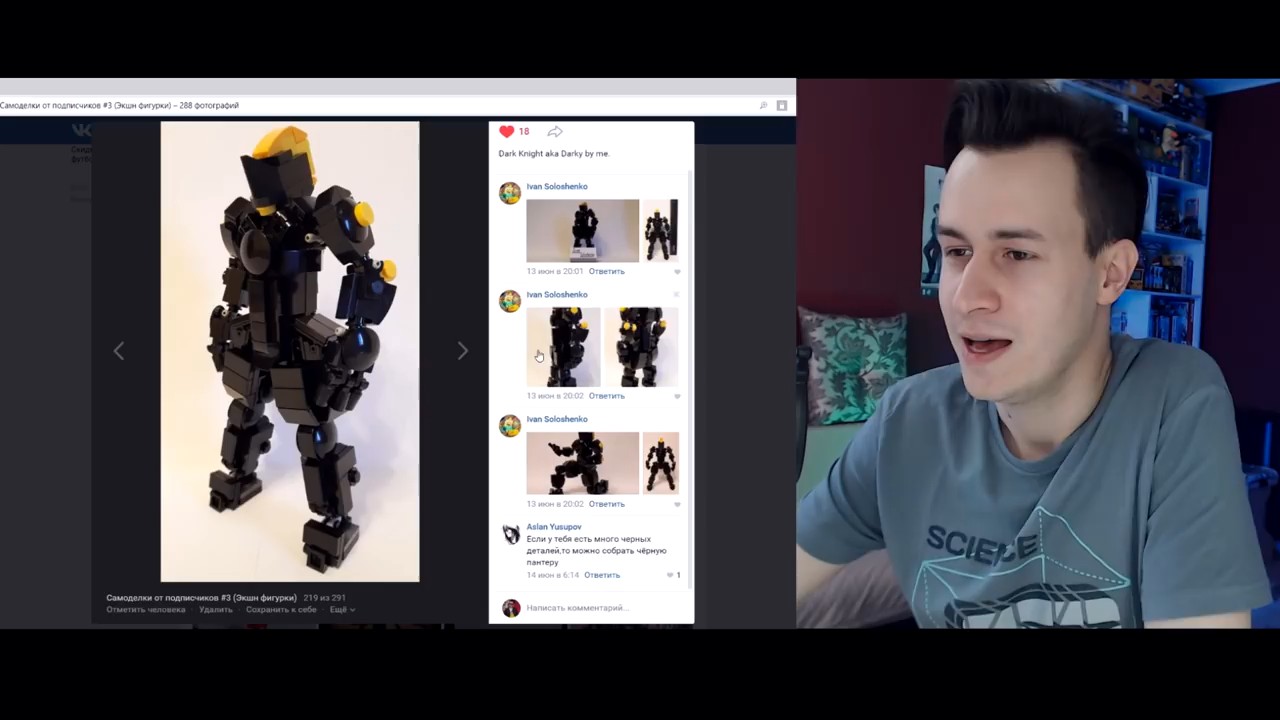 Самоделки от подписчиков #3 (Экшн фигурки) – 288 фотографий
18
Dark Knight aka Darky by me.
Ivan Soloshenko
13 июн в 20:01 Ответить
Ivan Soloshenko
13 июн в 20:02 Ответить
Ivan Soloshenko
13 июн в 20:02 Ответить
Aslan Yusupov
Если у тебя есть много черных
деталей,то можно собрать чёрную
пантеру
14 июн в 6:14 Ответить 1
Написать комментарий...
Самоделки от подписчиков #3 (Экшн фигурки) 219 из 291
Отметить человека · Удалить · Сохранить к себе · Ещё
SCIENCE